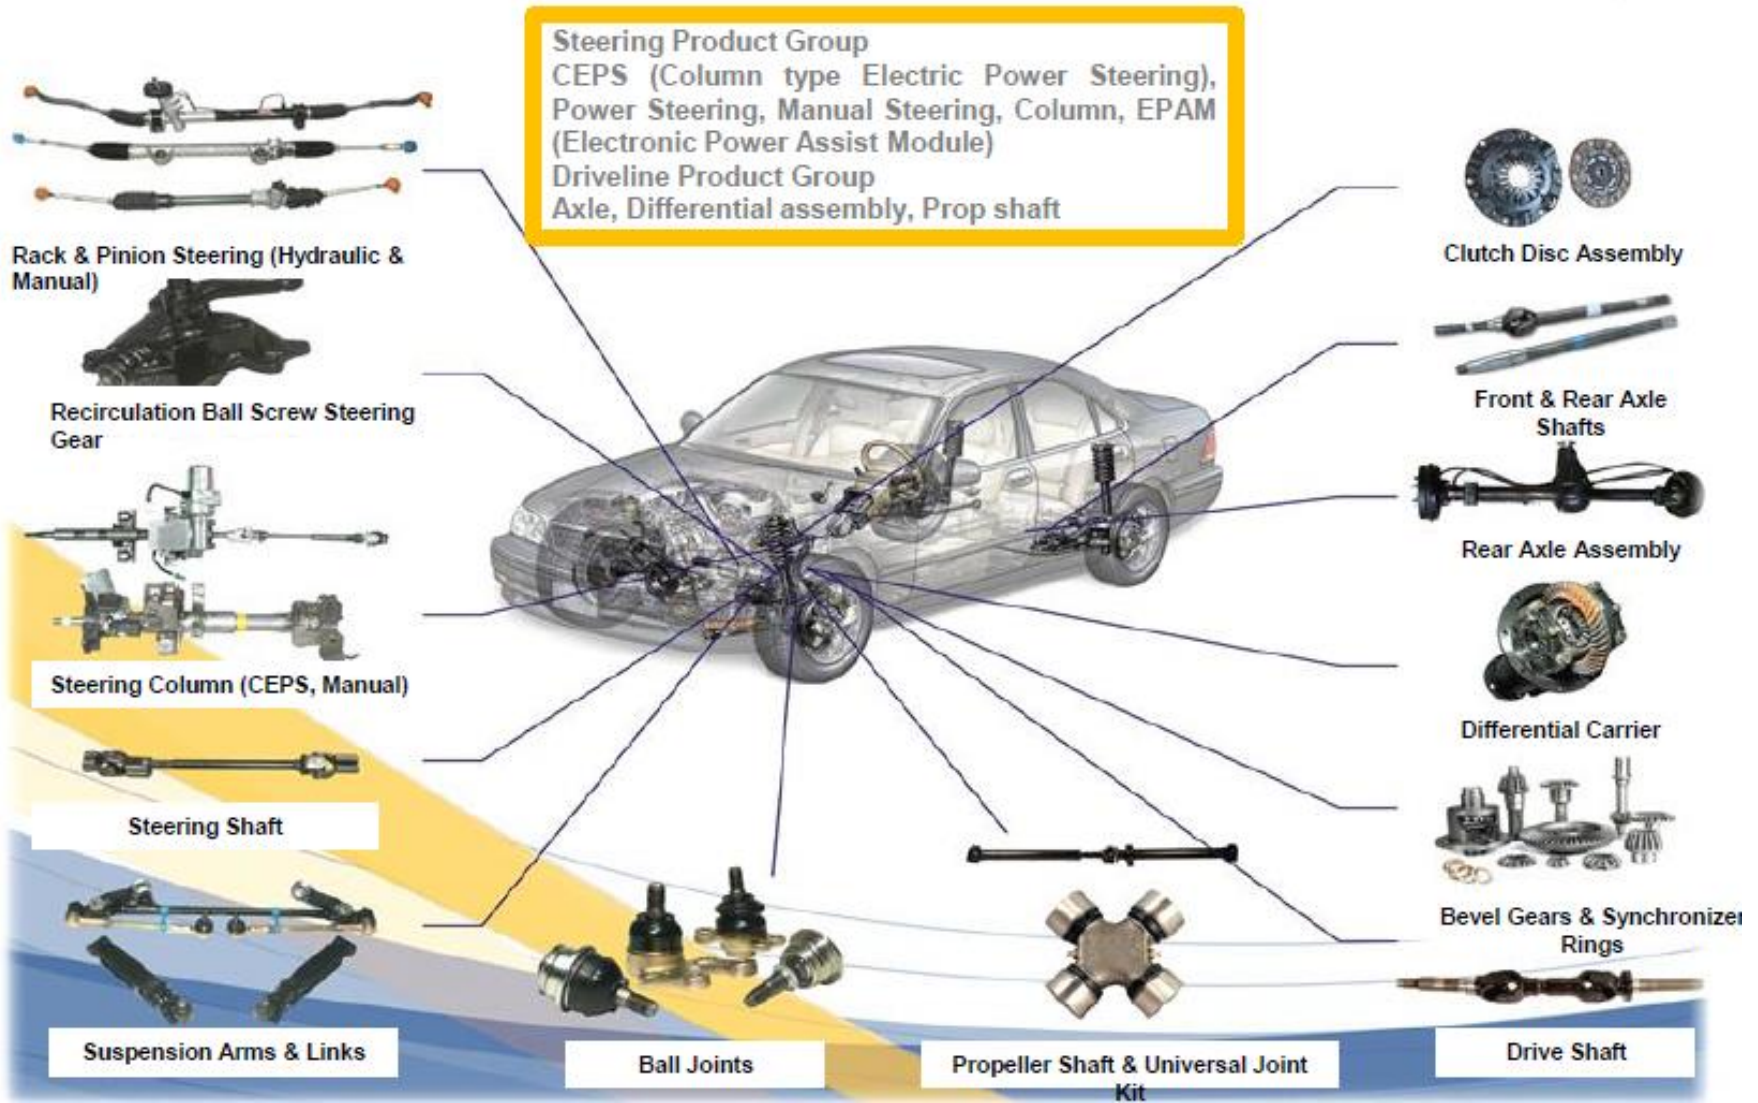 Steering Product Group
CEPS (Column type Electric Power Steering),
Power Steering, Manual Steering, Column, EPAM
(Electronic Power Assist Module)
Driveline Product Group
Axle, Differential assembly, Prop shaft
Rack & Pinion Steering (Hydraulic &
Manual)
Recirculation Ball Screw Steering
Gear
Steering Column (CEPS, Manual)
Steering Shaft
Suspension Arms & Links
Ball Joints
Propeller Shaft & Universal Joint
Kit
Clutch Disc Assembly
Front & Rear Axle
Shafts
Rear Axle Assembly
Differential Carrier
Bevel Gears & Synchronizer
Rings
Drive Shaft